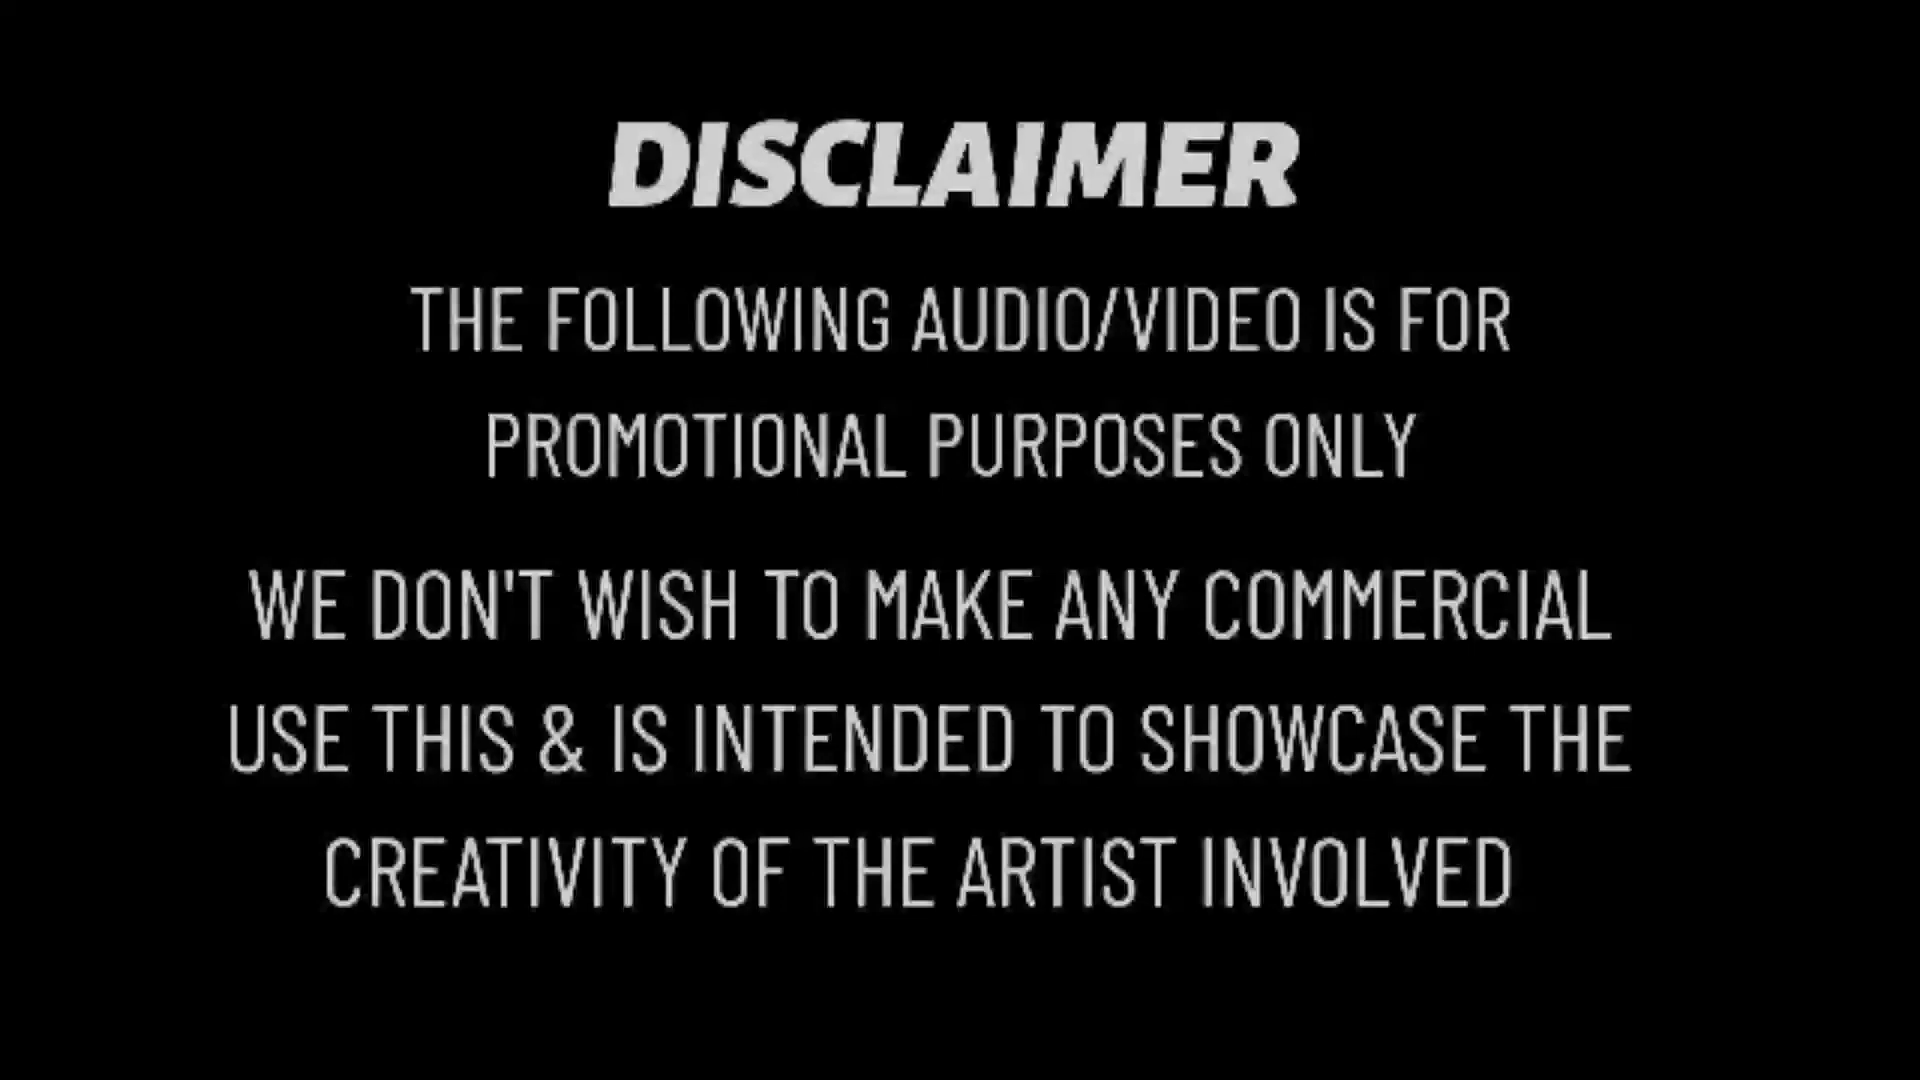 DISCLAIMER
THE FOLLOWING AUDIO/VIDEO IS FOR
PROMOTIONAL PURPOSES ONLY
WE DON'T WISH TO MAKE ANY COMMERCIAL
USE THIS & IS INTENDED TO SHOWCASE THE
CREATIVITY OF THE ARTIST INVOLVED